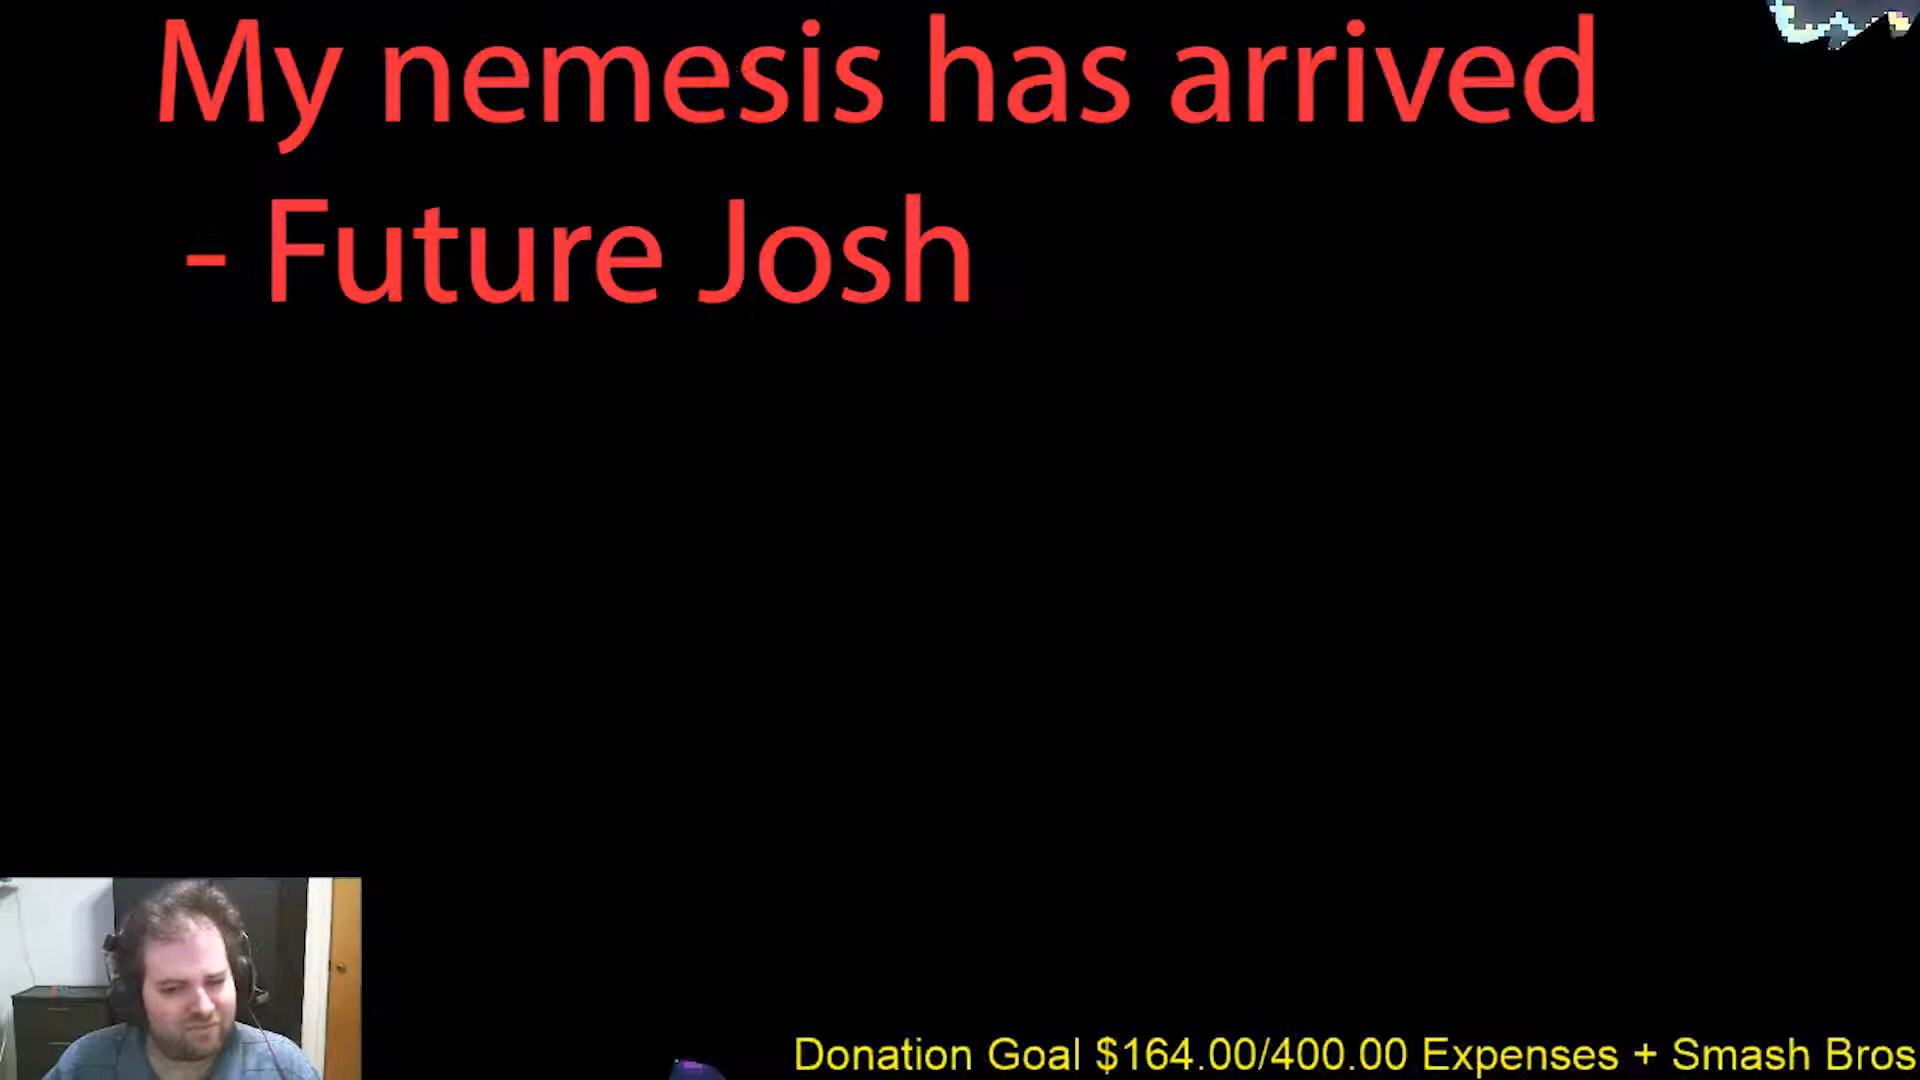 My nemesis has arrived
- Future Josh
Donation Goal $164.00/400.00 Expenses + Smash Bros